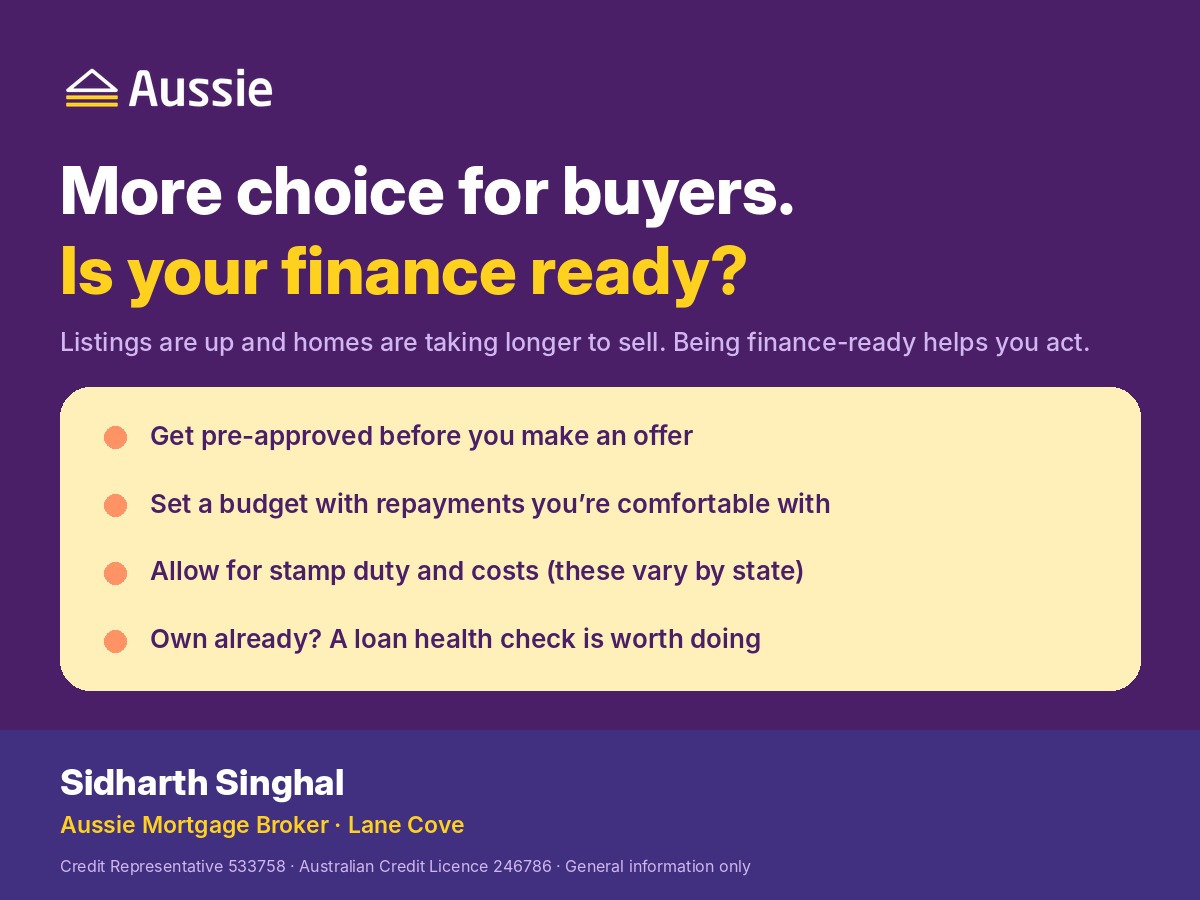 Aussie
More choice for buyers.
Is your finance ready?
Listings are up and homes are taking longer to sell. Being finance-ready helps you act.
Get pre-approved before you make an offer
Set a budget with repayments you’re comfortable with
Allow for stamp duty and costs (these vary by state)
Own already? A loan health check is worth doing
Sidharth Singhal
Aussie Mortgage Broker · Lane Cove
Credit Representative 533758 · Australian Credit Licence 246786 · General information only